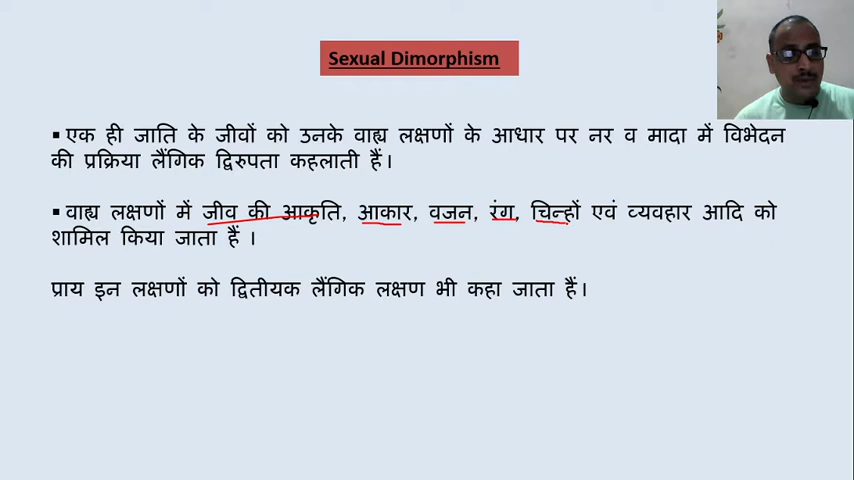 Sexual Dimorphism
▪एक ही जाति के जीवों को उनके वाह्य लक्षणों के आधार पर नर व मादा में विभेदन
की प्रक्रिया लैंगिक द्विरुपता कहलाती हैं।
▪वाह्य लक्षणों में जीव की आकृति, आकार, वजन, रंग, चिन्हों एवं व्यवहार आदि को
शामिल किया जाता हैं ।
प्राय इन लक्षणों को द्वितीयक लैंगिक लक्षण भी कहा जाता हैं।